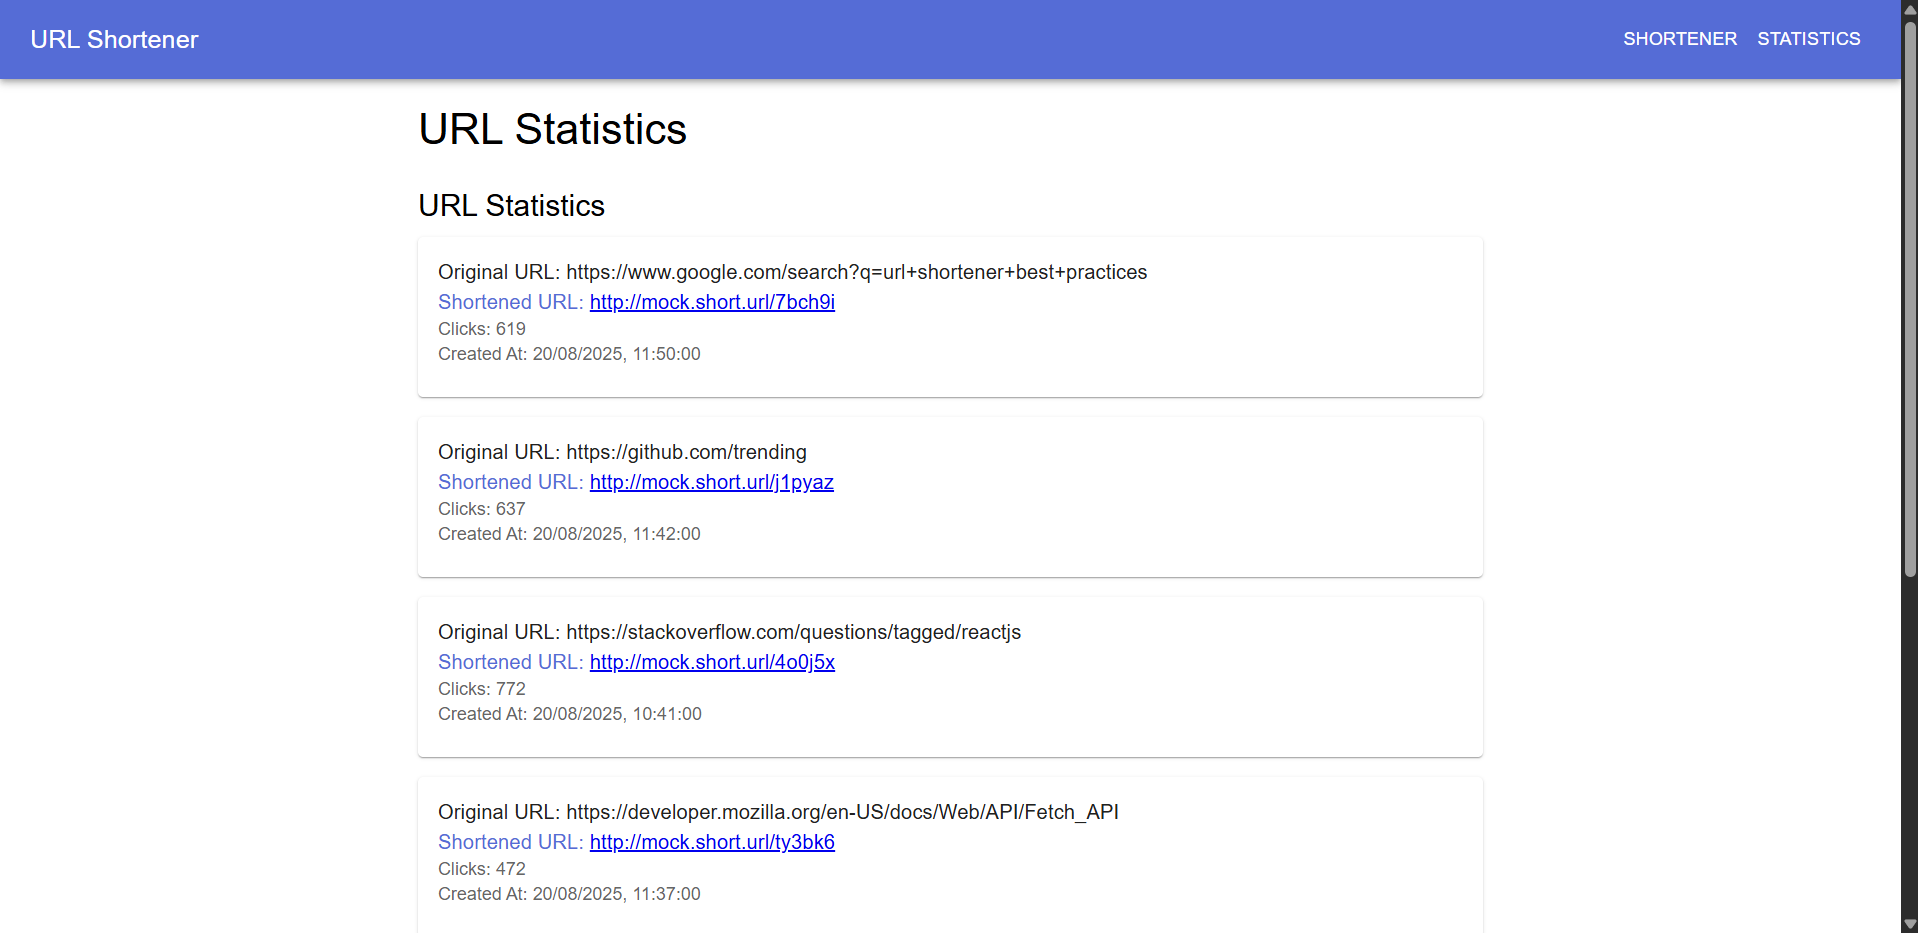 URL Shortener
SHORTENER STATISTICS
URL Statistics
URL Statistics
Original URL: https://www.google.com/search?q=url+shortener+best+practices
Shortened URL: http://mock.short.url/7bch9i
Clicks: 619
Created At: 20/08/2025, 11:50:00
Original URL: https://github.com/trending
Shortened URL: http://mock.short.url/j1pyaz
Clicks: 637
Created At: 20/08/2025, 11:42:00
Original URL: https://stackoverflow.com/questions/tagged/reactjs
Shortened URL: http://mock.short.url/4o0j5x
Clicks: 772
Created At: 20/08/2025, 10:41:00
Original URL: https://developer.mozilla.org/en-US/docs/Web/API/Fetch_API
Shortened URL: http://mock.short.url/ty3bk6
Clicks: 472
Created At: 20/08/2025, 11:37:00